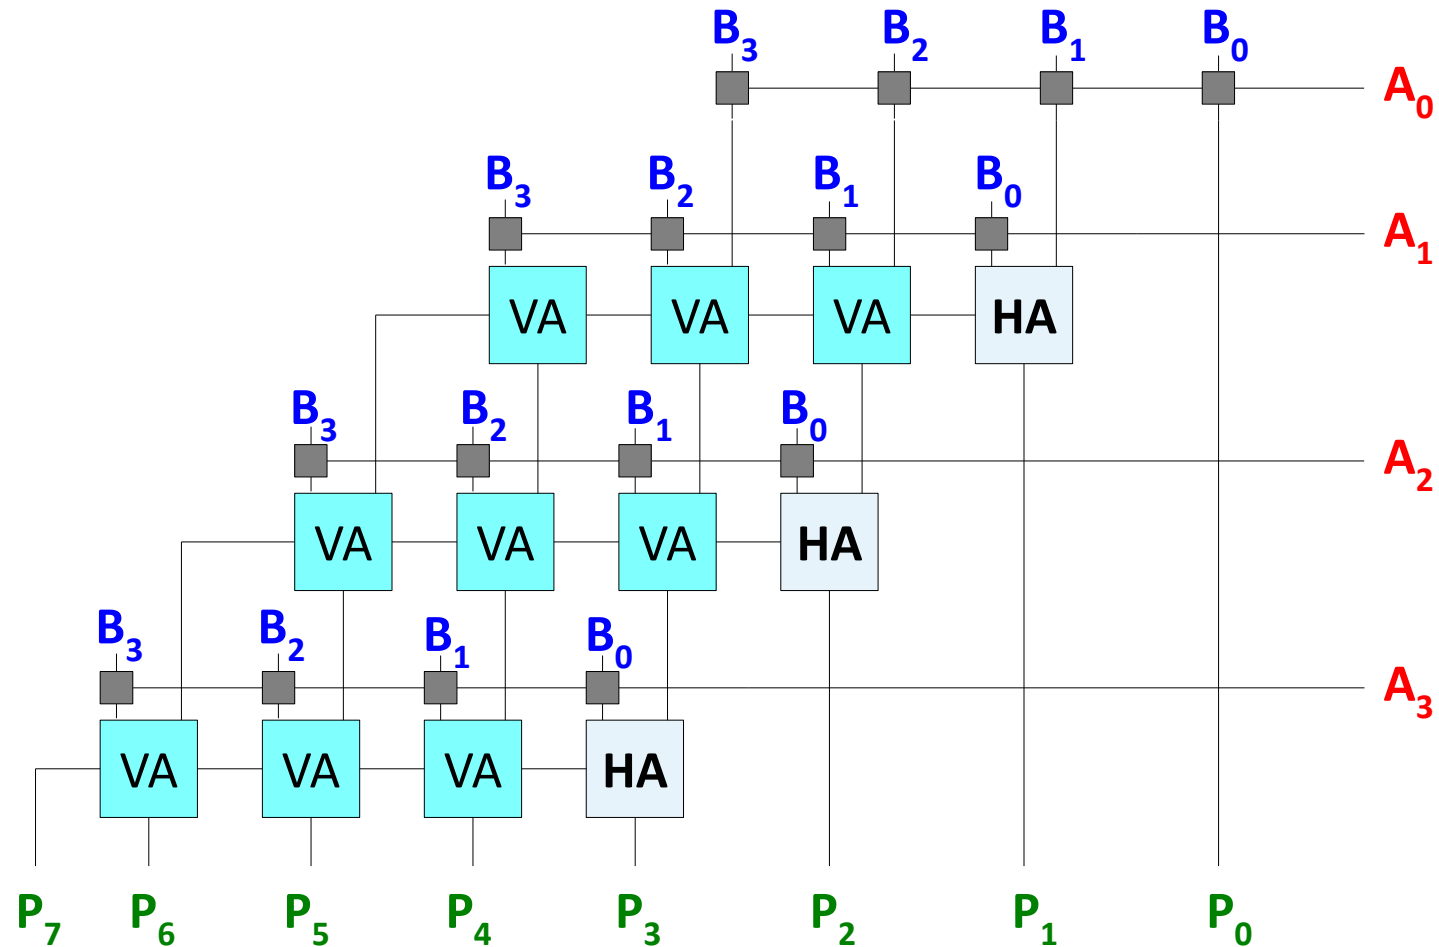 B3 B2 B1 B0
A0
B3 B2 B1 B0
A1
VA VA VA HA
B3 B2 B1 B0
A2
VA VA VA HA
B3 B2 B1 B0
A3
VA VA VA HA
P7 P6 P5 P4 P3 P2 P1 P0